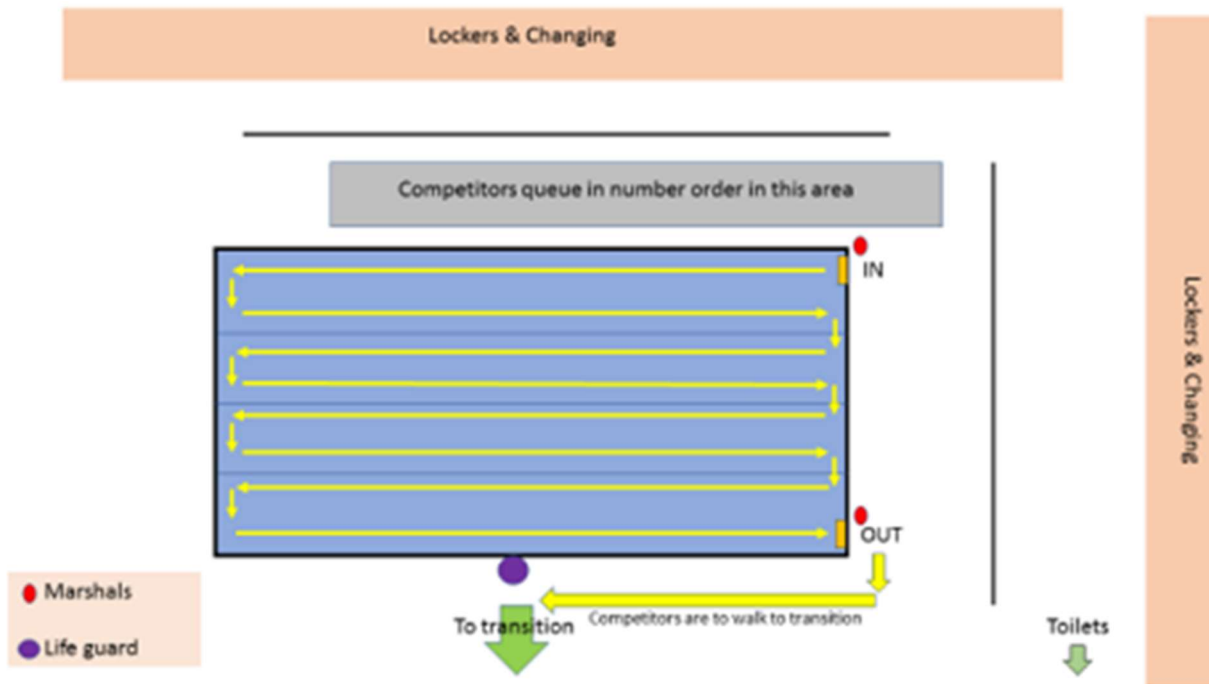 Lockers & Changing
Competitors queue in number order in this area
IN
Lockers & Changing
OUT
Marshals
Life guard
To transition
Competitors are to walk to transition
Toilets